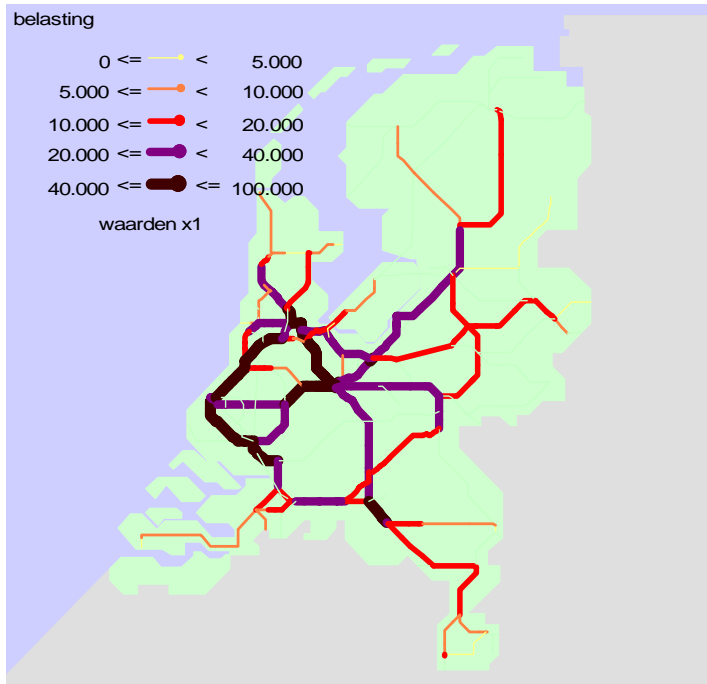 belasting
0 <= < 5.000
5.000 <= < 10.000
10.000 <= < 20.000
20.000 <= < 40.000
40.000 <= <= 100.000
waarden x1